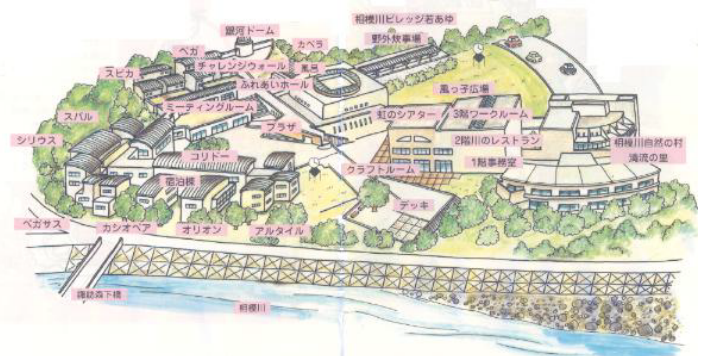 相模川ビレッジ若あゆ
銀河ドーム
カペラ
野外炊事場
ベガ
チャレンジウォール
風呂
スピカ
ふれあいホール
風っ子広場
ミーティングルーム
虹のシアター
3階ワークルーム
スバル
プラザ
シリウス
2階川のレストラン
相模川自然の村
コリドー
1階事務室
清流の里
宿泊棟
クラフトルーム
デッキ
ペガサス
カシオペア
オリオン
アルタイル
諏訪森下橋
相模川